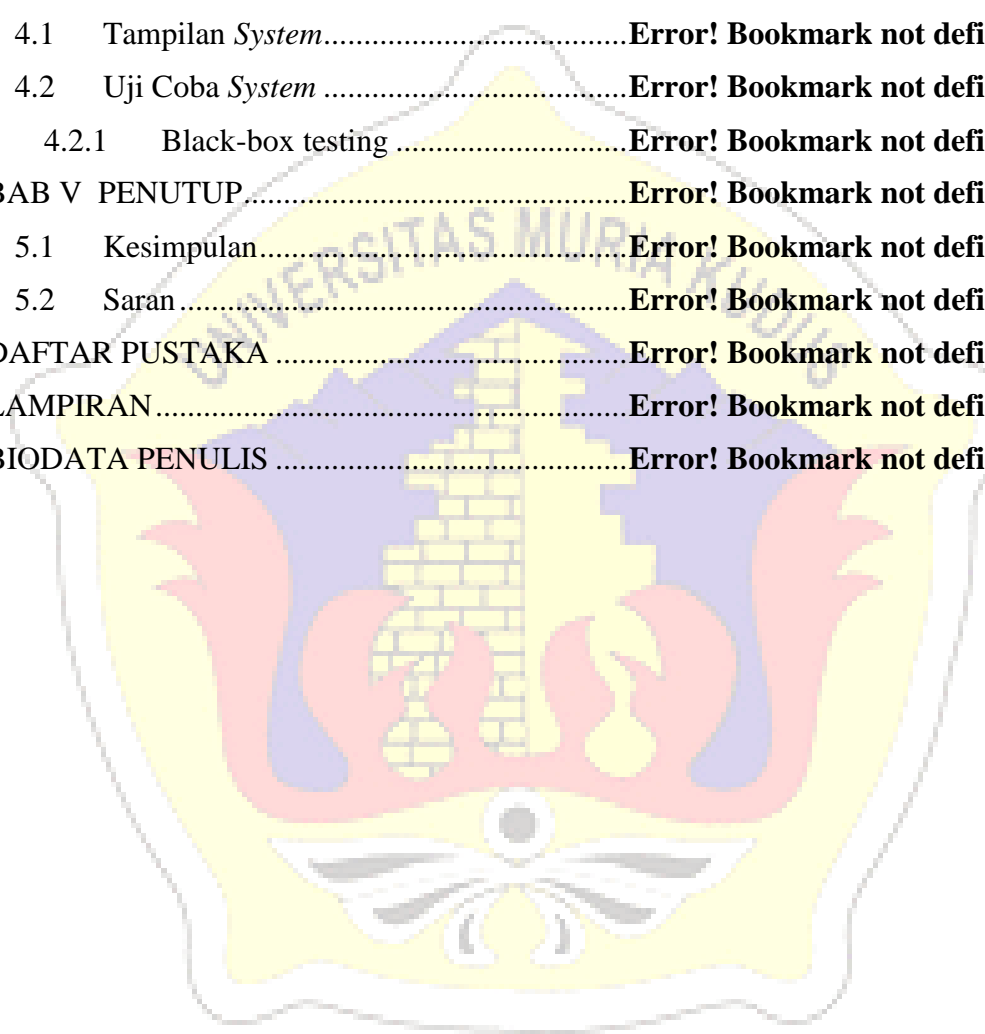 4.1 Tampilan System................................Error! Bookmark not defi
4.2 Uji Coba System ................................Error! Bookmark not defi
4.2.1 Black-box testing ................................Error! Bookmark not defi
BAB V PENUTUP................................Error! Bookmark not defi
5.1 Kesimpulan................................Error! Bookmark not defi
5.2 Saran ................................Error! Bookmark not defi
DAFTAR PUSTAKA ................................Error! Bookmark not defi
LAMPIRAN................................Error! Bookmark not defi
BIODATA PENULIS ................................Error! Bookmark not defi
UNIVERSITAS MURIA KUDUS